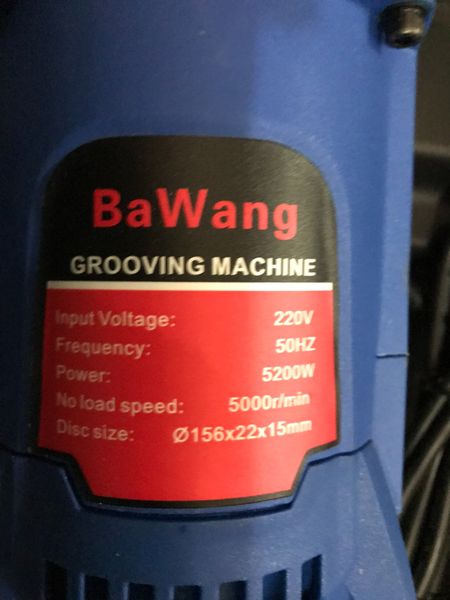 BaWang
GROOVING MACHINE
Input Voltage: 220V
Frequency: 50HZ
Power: 5200W
No load speed: 5000r/min
Disc size: Ø156x22x15mm